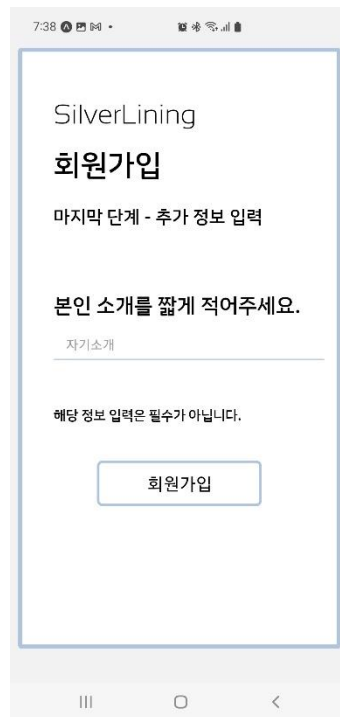 7:38
SilverLining
회원가입
마지막 단계 - 추가 정보 입력
본인 소개를 짧게 적어주세요.
자기소개
해당 정보 입력은 필수가 아닙니다.
회원가입